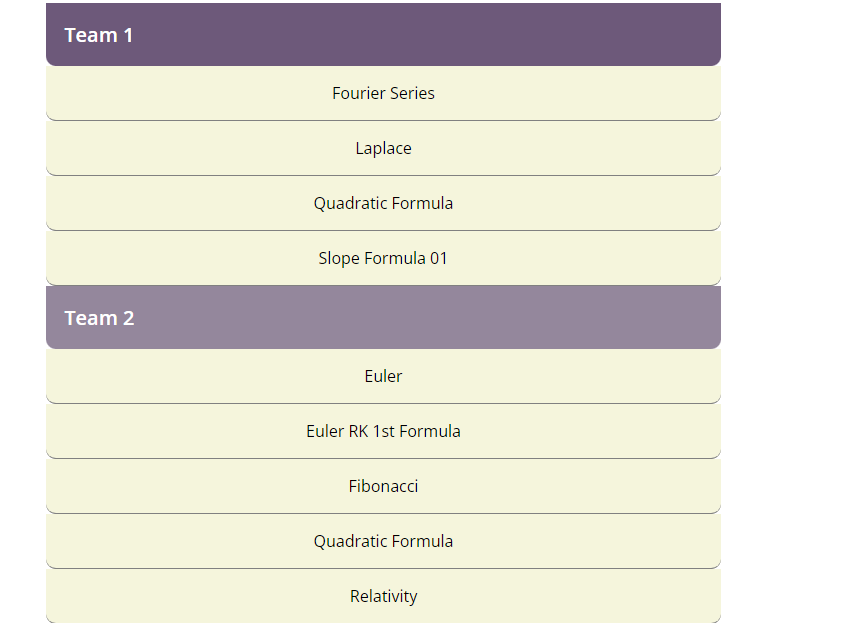 Team 1
Fourier Series
Laplace
Quadratic Formula
Slope Formula 01
Team 2
Euler
Euler RK 1st Formula
Fibonacci
Quadratic Formula
Relativity